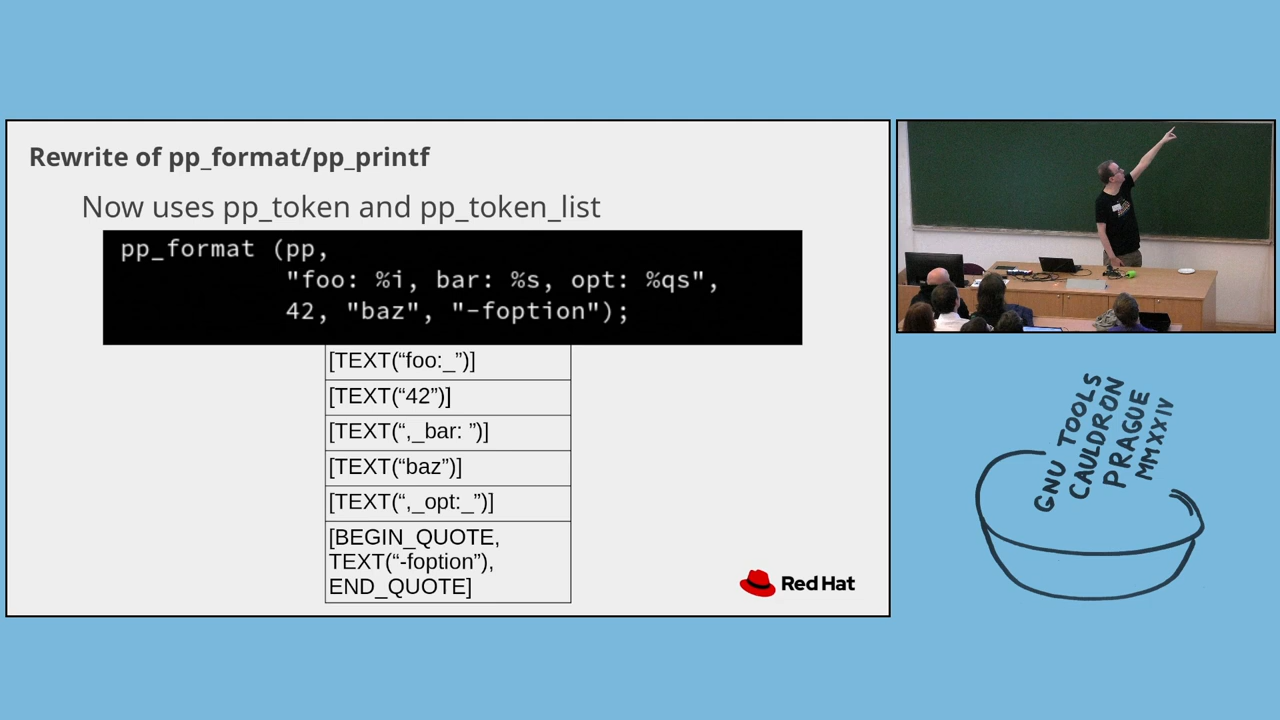 Rewrite of pp_format/pp_printf
Now uses pp_token and pp_token_list
pp_format (pp,
"foo: %i, bar: %s, opt: %qs",
42, "baz", "-foption");
[TEXT(“foo:_”)]
[TEXT(“42”)]
[TEXT(“,_bar: ”)]
[TEXT(“baz”)]
[TEXT(“,_opt:_”)]
[BEGIN_QUOTE,
TEXT(“-foption”),
END_QUOTE]
Red Hat
GNU TOOLS
CAULDRON
PRAGUE
MMXXIV